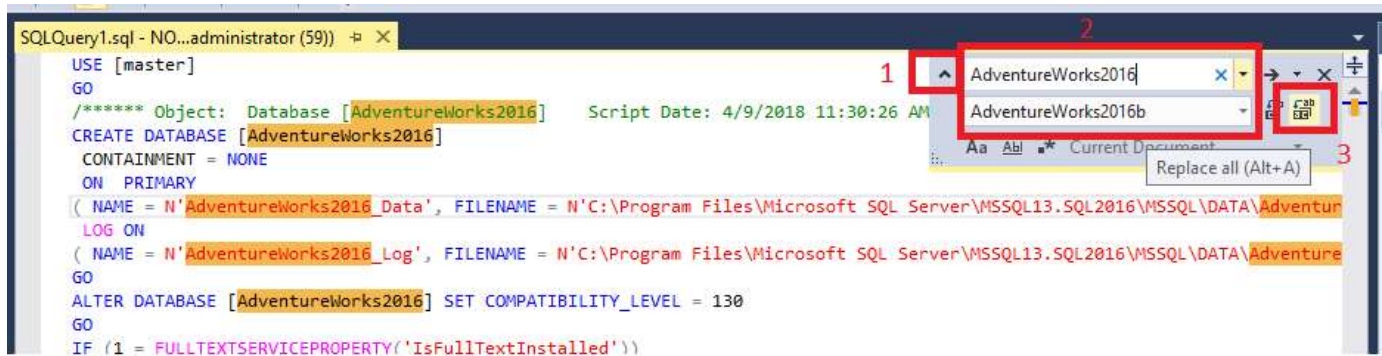 SQLQuery1.sql - NO...administrator (59))
2
USE [master]
1
AdventureWorks2016
GO
/****** Object:  Database [AdventureWorks2016]    Script Date: 4/9/2018 11:30:26 AM
AdventureWorks2016b
CREATE DATABASE [AdventureWorks2016]
CONTAINMENT = NONE
Aa Abl .* Current Document
3
ON  PRIMARY
Replace all (Alt+A)
( NAME = N'AdventureWorks2016_Data', FILENAME = N'C:\Program Files\Microsoft SQL Server\MSSQL13.SQL2016\MSSQL\DATA\Adventur
LOG ON
( NAME = N'AdventureWorks2016_Log', FILENAME = N'C:\Program Files\Microsoft SQL Server\MSSQL13.SQL2016\MSSQL\DATA\Adventure
GO
ALTER DATABASE [AdventureWorks2016] SET COMPATIBILITY_LEVEL = 130
GO
IF (1 = FULLTEXTSERVICEPROPERTY('IsFullTextInstalled'))